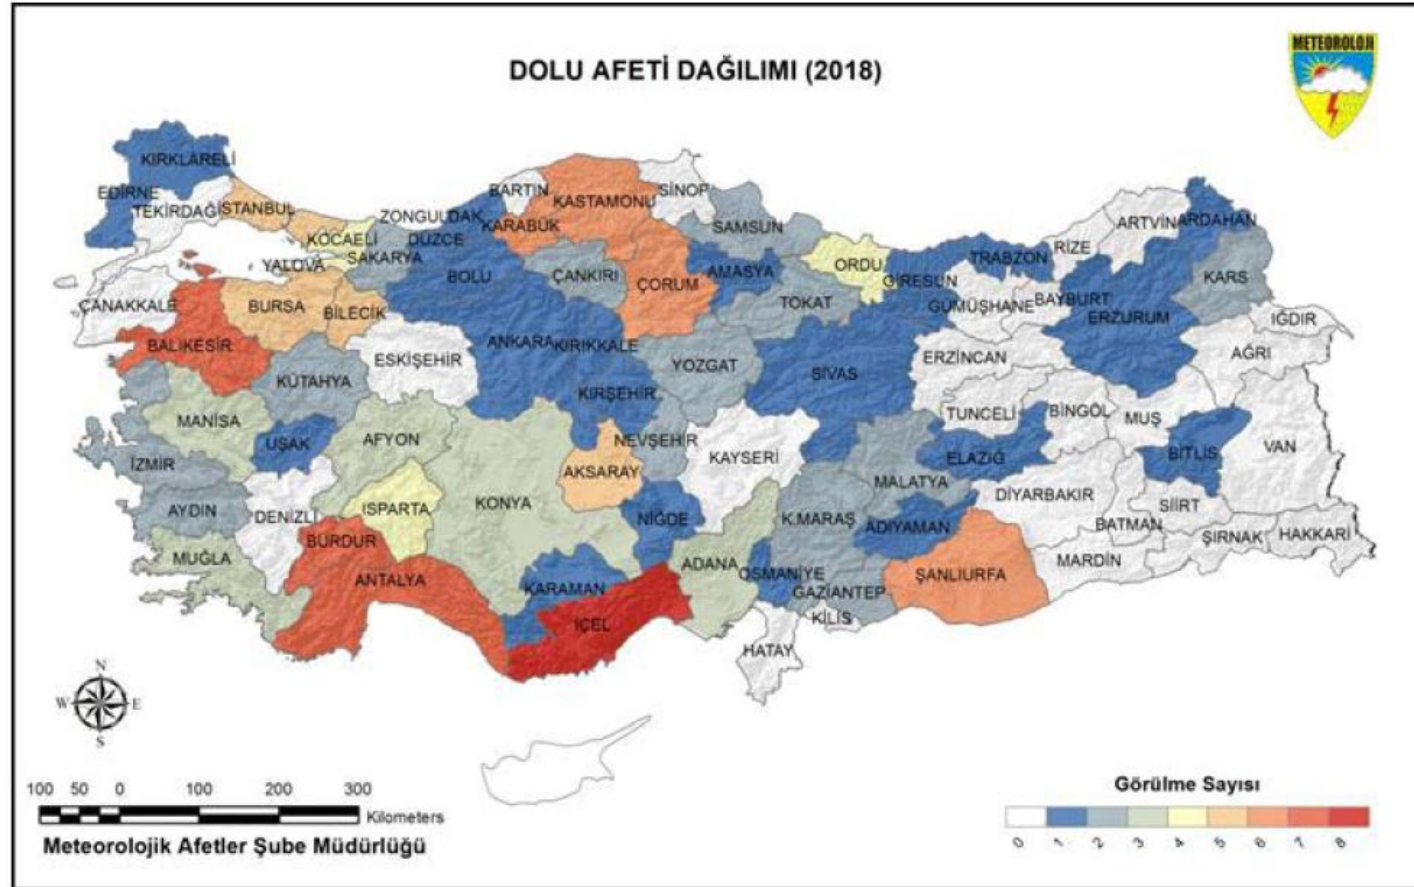 METEOROLOJI
DOLU AFETİ DAĞILIMI (2018)
KIRKLARELİ
EDİRNE
TEKİRDAĞ
İSTANBUL
KOCAELİ
YALOVA
SAKARYA
DÜZCE
ZONGULDAK
BARTIN
KARABÜK
KASTAMONU
SİNOP
SAMSUN
ORDU
GİRESUN
TRABZON
RİZE
ARTVİN
ARDAHAN
KARS
ÇANAKKALE
BALIKESİR
BURSA
BİLECİK
BOLU
ÇANKIRI
ÇORUM
AMASYA
TOKAT
GÜMÜŞHANE
BAYBURT
ERZURUM
IĞDIR
AĞRI
KÜTAHYA
ESKİŞEHİR
ANKARA
KIRIKKALE
YOZGAT
SİVAS
ERZİNCAN
TUNCELİ
BİNGÖL
MUŞ
BİTLİS
VAN
MANİSA
UŞAK
AFYON
KIRŞEHİR
NEVŞEHİR
KAYSERİ
MALATYA
ELAZIĞ
DİYARBAKIR
SİİRT
BATMAN
İZMİR
AYDIN
DENİZLİ
ISPARTA
KONYA
AKSARAY
NİĞDE
K.MARAŞ
ADIYAMAN
ŞANLIURFA
MARDİN
ŞIRNAK
HAKKARİ
MUĞLA
BURDUR
ANTALYA
KARAMAN
İÇEL
ADANA
OSMANİYE
GAZİANTEP
KİLİS
HATAY
N
W E
S
100 50 0 100 200 300
Kilometers
Meteorolojik Afetler Şube Müdürlüğü
Görülme Sayısı
0 1 2 3 4 5 6 7 8